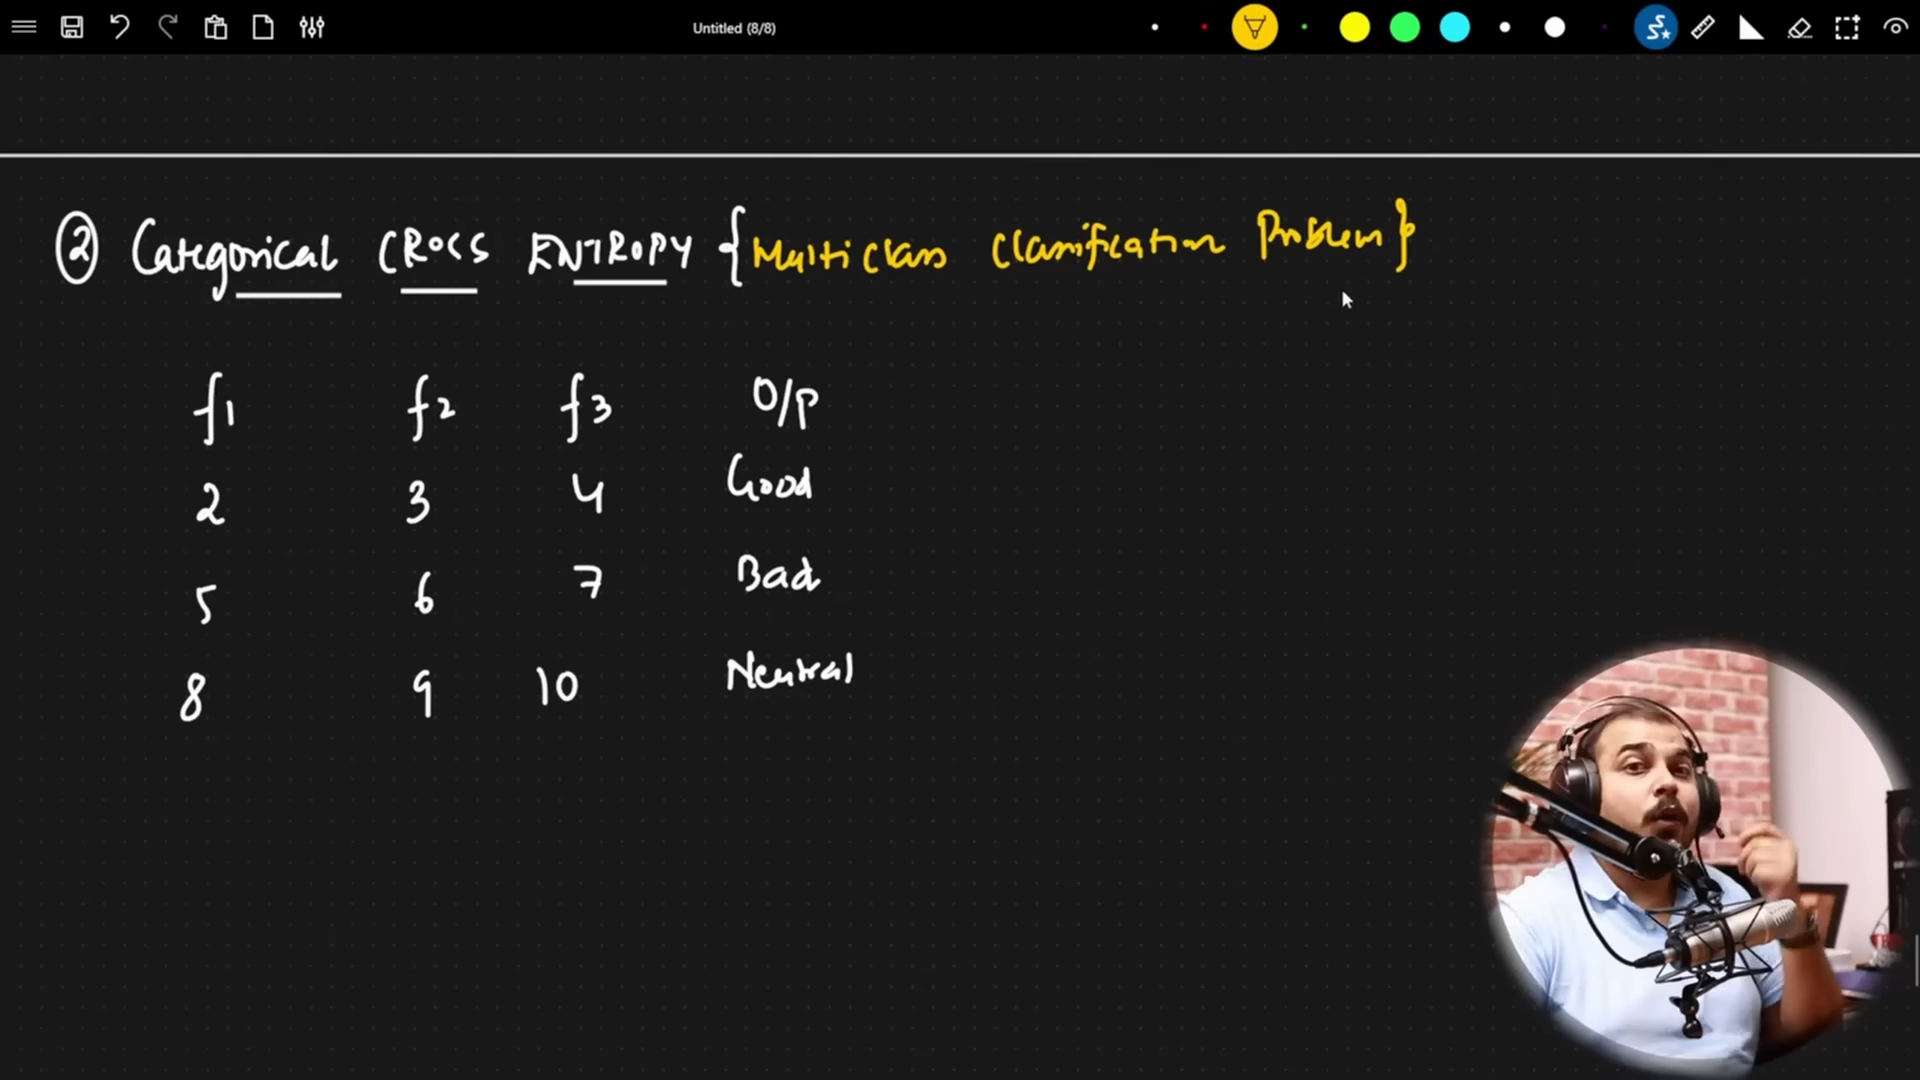 Untitled (8/8)
② Categorical CROSS ENTROPY {Multiclass Classification Problem}
f1 f2 f3 O/P
2 3 4 Good
5 6 7 Bad
8 9 10 Neutral